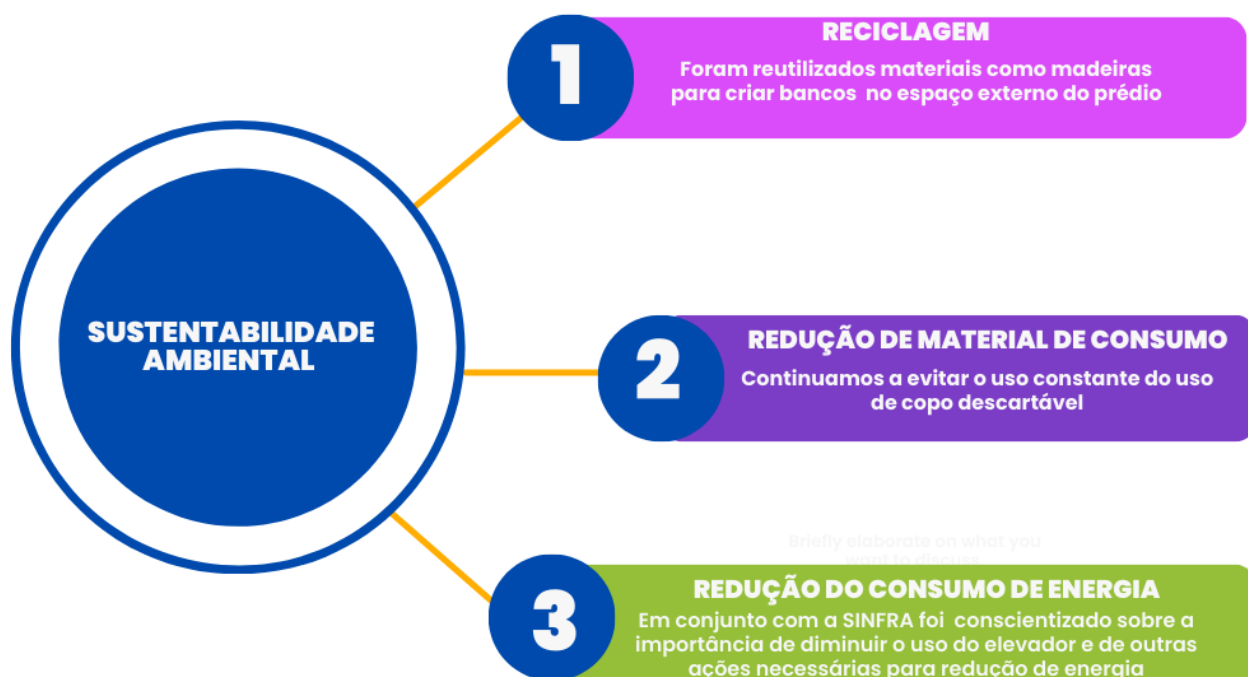 SUSTENTABILIDADE
AMBIENTAL
1
RECICLAGEM
Foram reutilizados materiais como madeiras
para criar bancos no espaço externo do prédio
2
REDUÇÃO DE MATERIAL DE CONSUMO
Continuamos a evitar o uso constante do uso
de copo descartável
Briefly elaborate on what you
want to discuss.
3
REDUÇÃO DO CONSUMO DE ENERGIA
Em conjunto com a SINFRA foi conscientizado sobre a
importância de diminuir o uso do elevador e de outras
ações necessárias para redução de energia